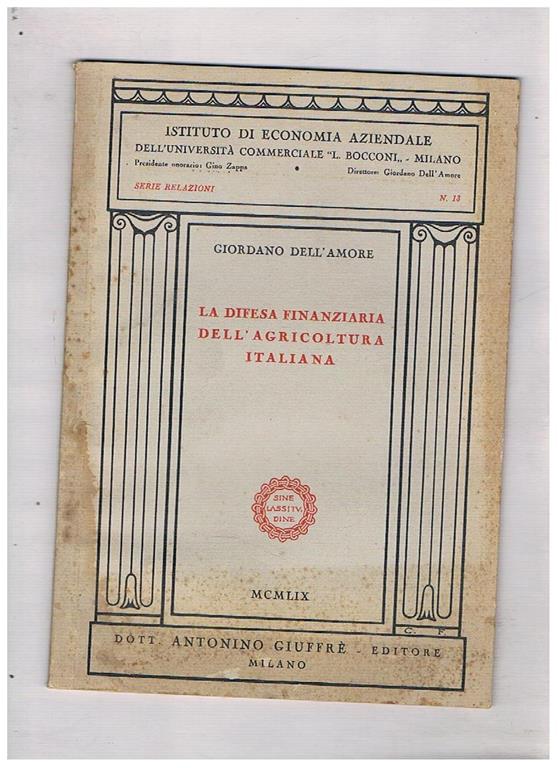 ISTITUTO DI ECONOMIA AZIENDALE
DELL'UNIVERSITÀ COMMERCIALE "L. BOCCONI„ - MILANO
Presidente onorario: Gino Zappa Direttore: Giordano Dell'Amore
SERIE RELAZIONI N. 13
GIORDANO DELL'AMORE
LA DIFESA FINANZIARIA
DELL'AGRICOLTURA
ITALIANA
SINE
LASSITV
DINE
MCMLIX
C. F.
DOTT. ANTONINO GIUFFRÈ - EDITORE
MILANO